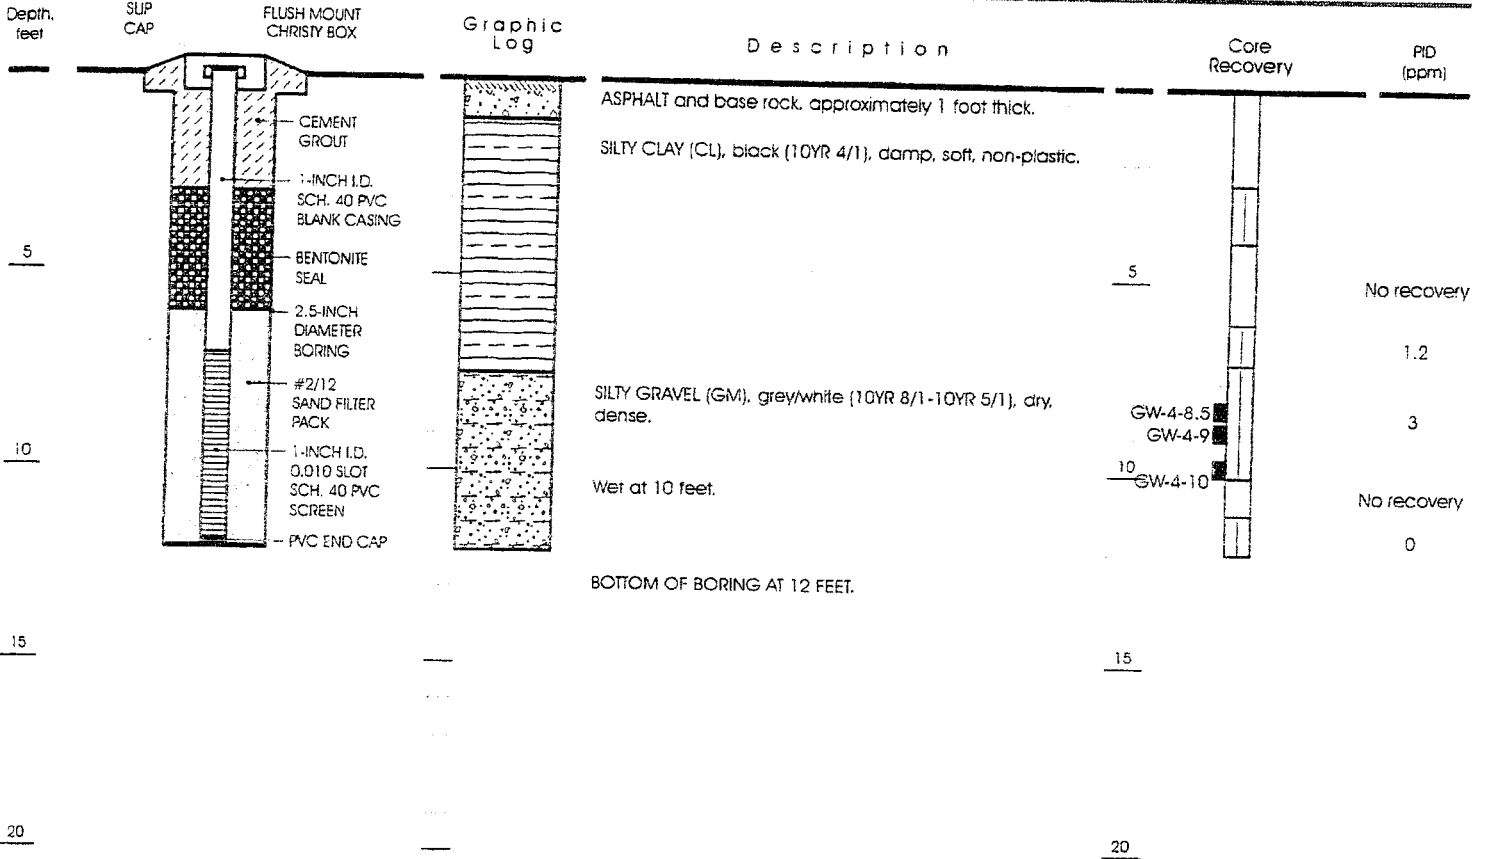 Depth,
feet
SLIP
CAP
FLUSH MOUNT
CHRISTY BOX
Graphic
Log
Description
Core
Recovery
PID
(ppm)
CEMENT
GROUT
1-INCH I.D.
SCH. 40 PVC
BLANK CASING
BENTONITE
SEAL
2.5-INCH
DIAMETER
BORING
#2/12
SAND FILTER
PACK
1-INCH I.D.
0.010 SLOT
SCH. 40 PVC
SCREEN
PVC END CAP
5
10
15
20
ASPHALT and base rock, approximately 1 foot thick.
SILTY CLAY (CL), black (10YR 4/1), damp, soft, non-plastic.
SILTY GRAVEL (GM), grey/white (10YR 8/1-10YR 5/1), dry,
dense.
Wet at 10 feet.
BOTTOM OF BORING AT 12 FEET.
5
GW-4-8.5
GW-4-9
10
GW-4-10
15
20
No recovery
1.2
3
No recovery
0